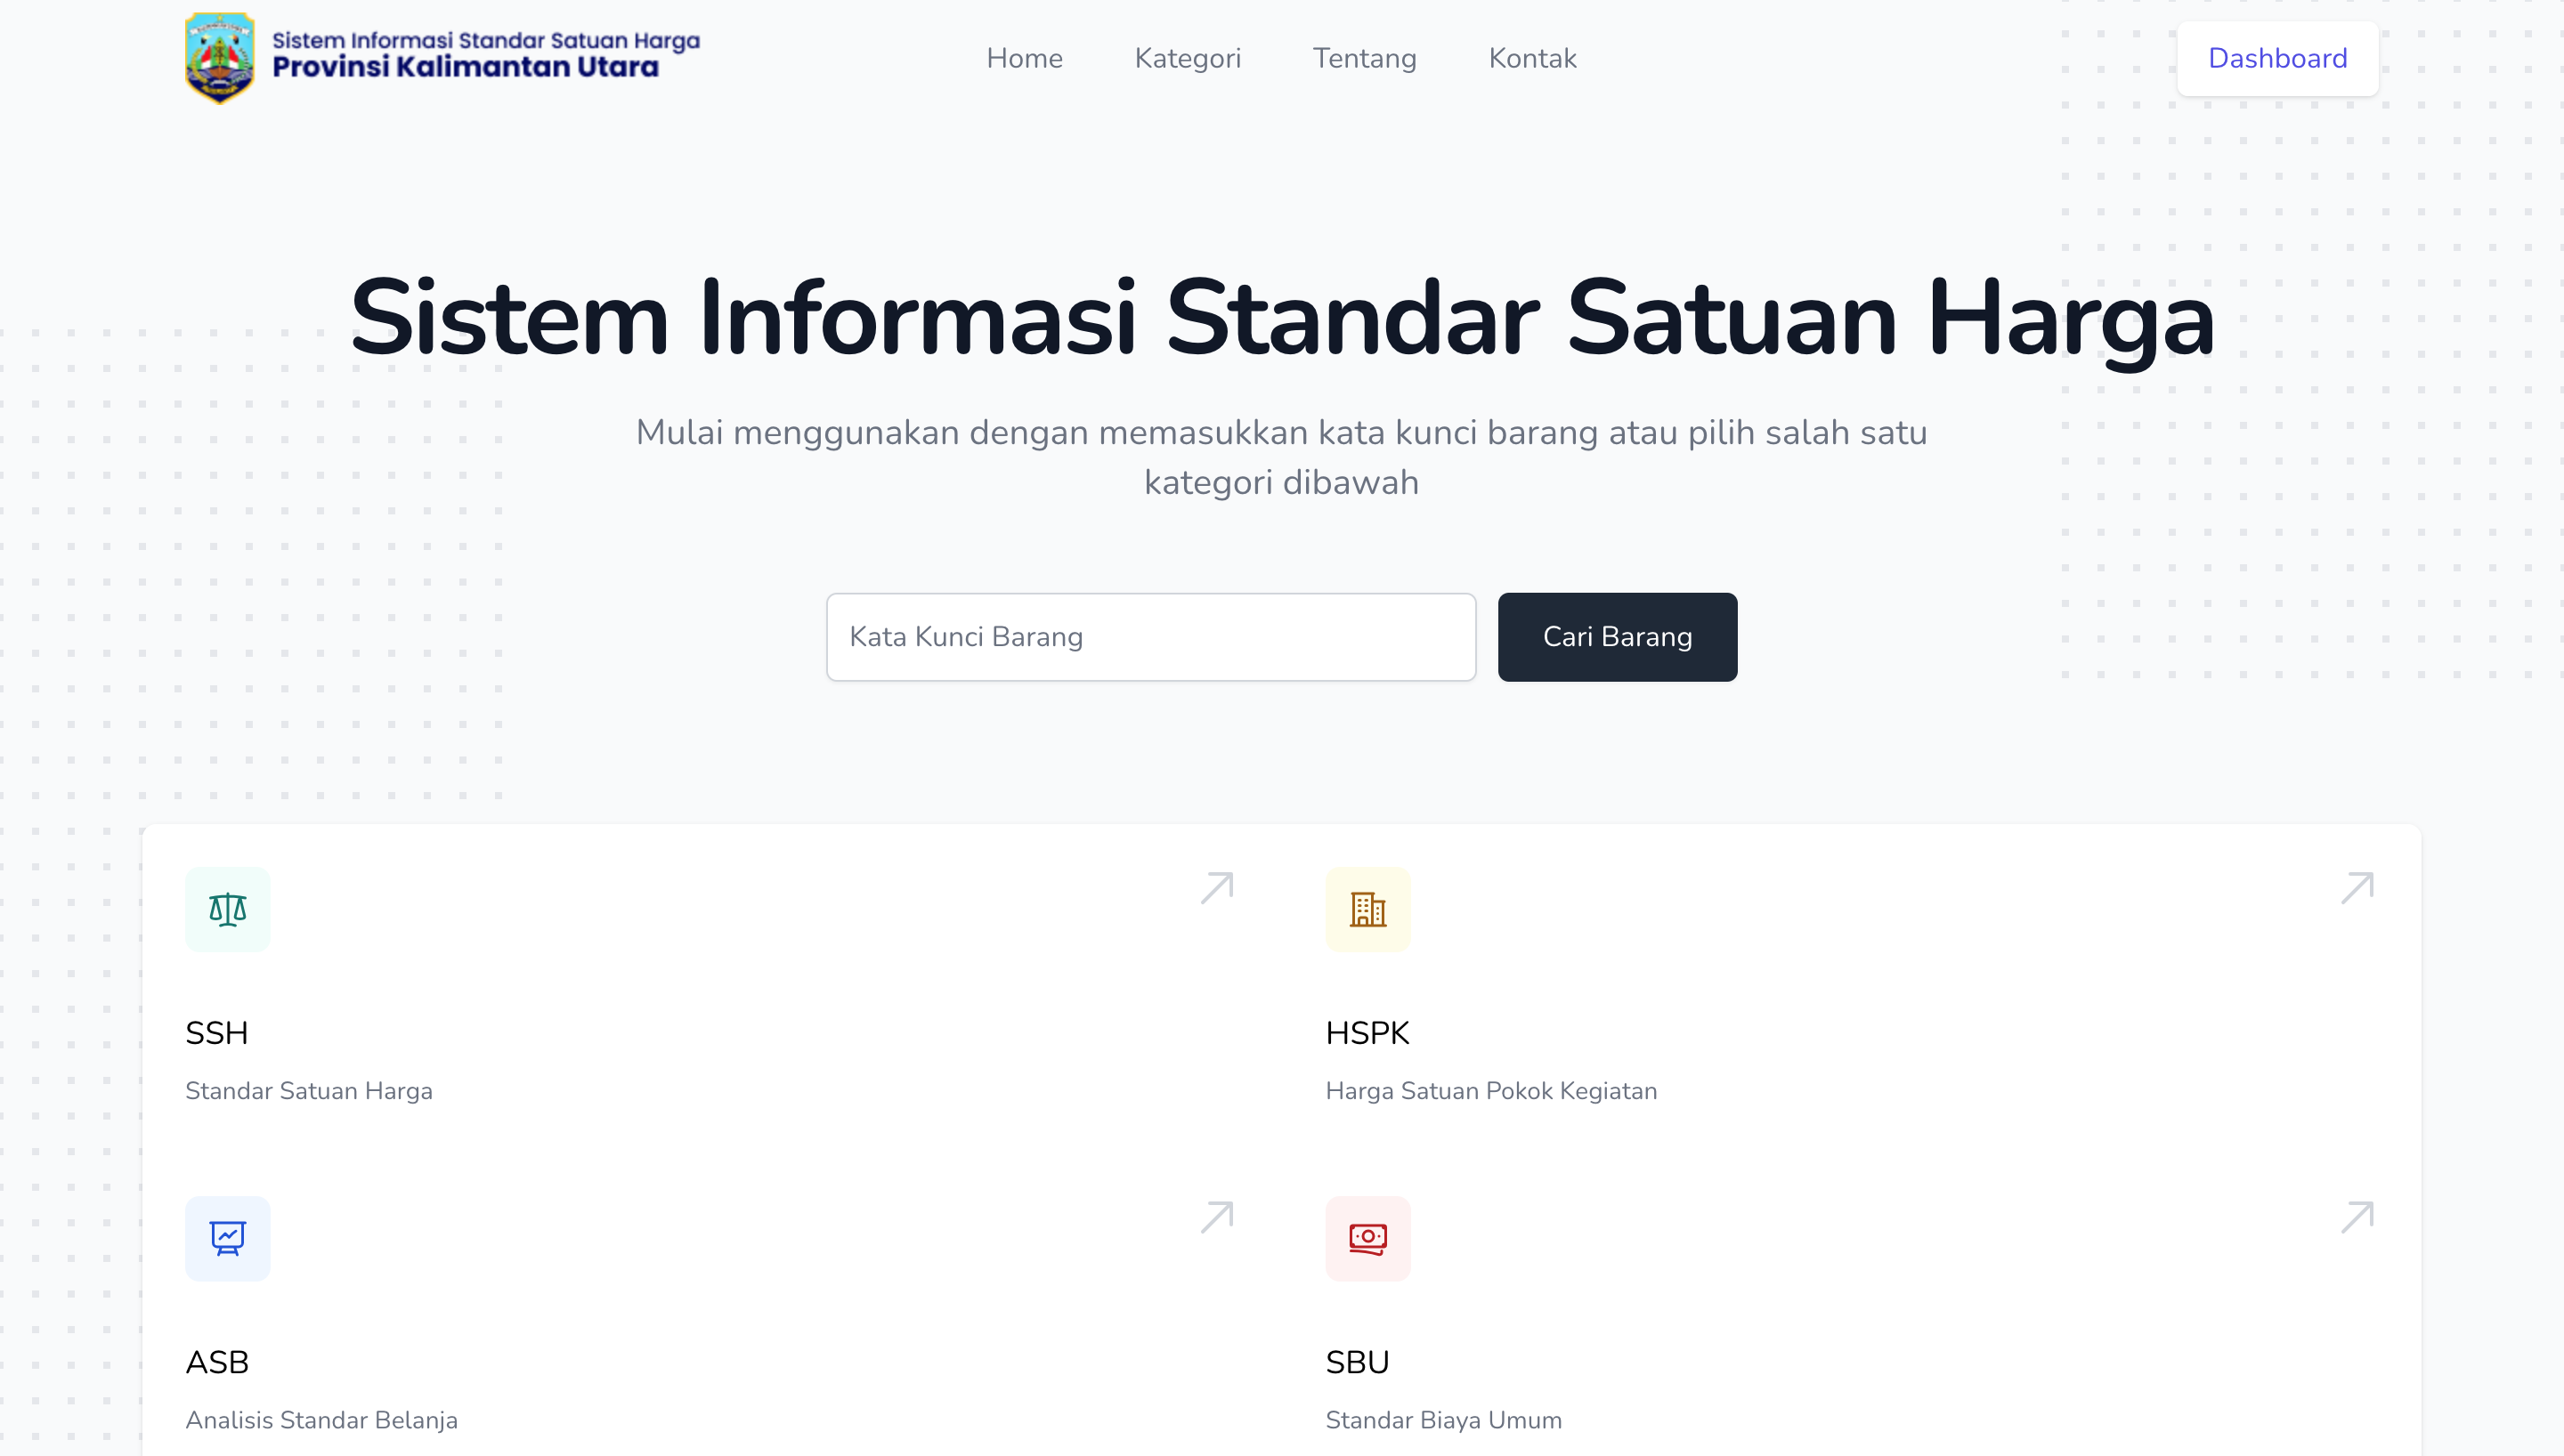 Sistem Informasi Standar Satuan Harga
Provinsi Kalimantan Utara
Home
Kategori
Tentang
Kontak
Dashboard
Sistem Informasi Standar Satuan Harga
Mulai menggunakan dengan memasukkan kata kunci barang atau pilih salah satu
kategori dibawah
Kata Kunci Barang
Cari Barang
SSH
Standar Satuan Harga
HSPK
Harga Satuan Pokok Kegiatan
ASB
Analisis Standar Belanja
SBU
Standar Biaya Umum